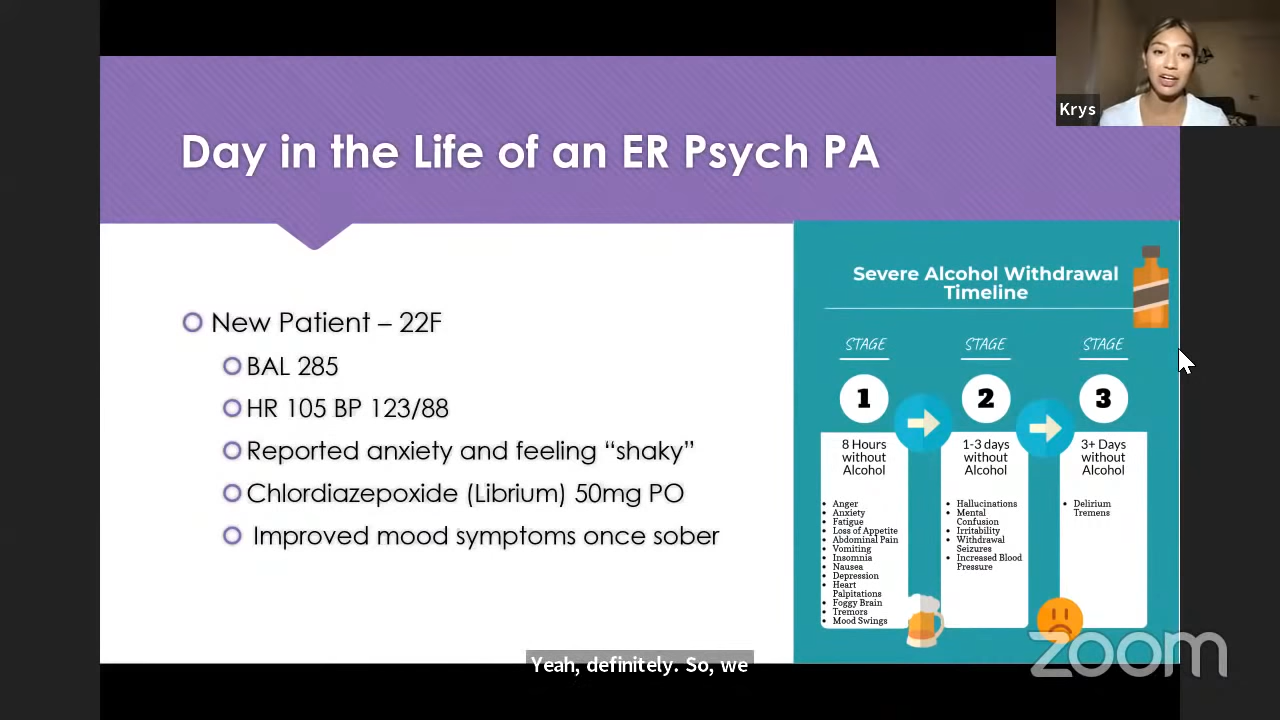 Krys
Day in the Life of an ER Psych PA
New Patient – 22F
BAL 285
HR 105 BP 123/88
Reported anxiety and feeling “shaky”
Chlordiazepoxide (Librium) 50mg PO
Improved mood symptoms once sober
Severe Alcohol Withdrawal
Timeline
STAGE
1
8 Hours
without
Alcohol
Anger
Anxiety
Fatigue
Loss of Appetite
Abdominal Pain
Vomiting
Insomnia
Nausea
Depression
Heart
Palpitations
Foggy Brain
Tremors
Mood Swings
STAGE
2
1-3 days
without
Alcohol
Hallucinations
Mental
Confusion
Irritability
Withdrawal
Seizures
Increased Blood
Pressure
STAGE
3
3+ Days
without
Alcohol
Delirium
Tremens
zoom
Yeah, definitely. So, we